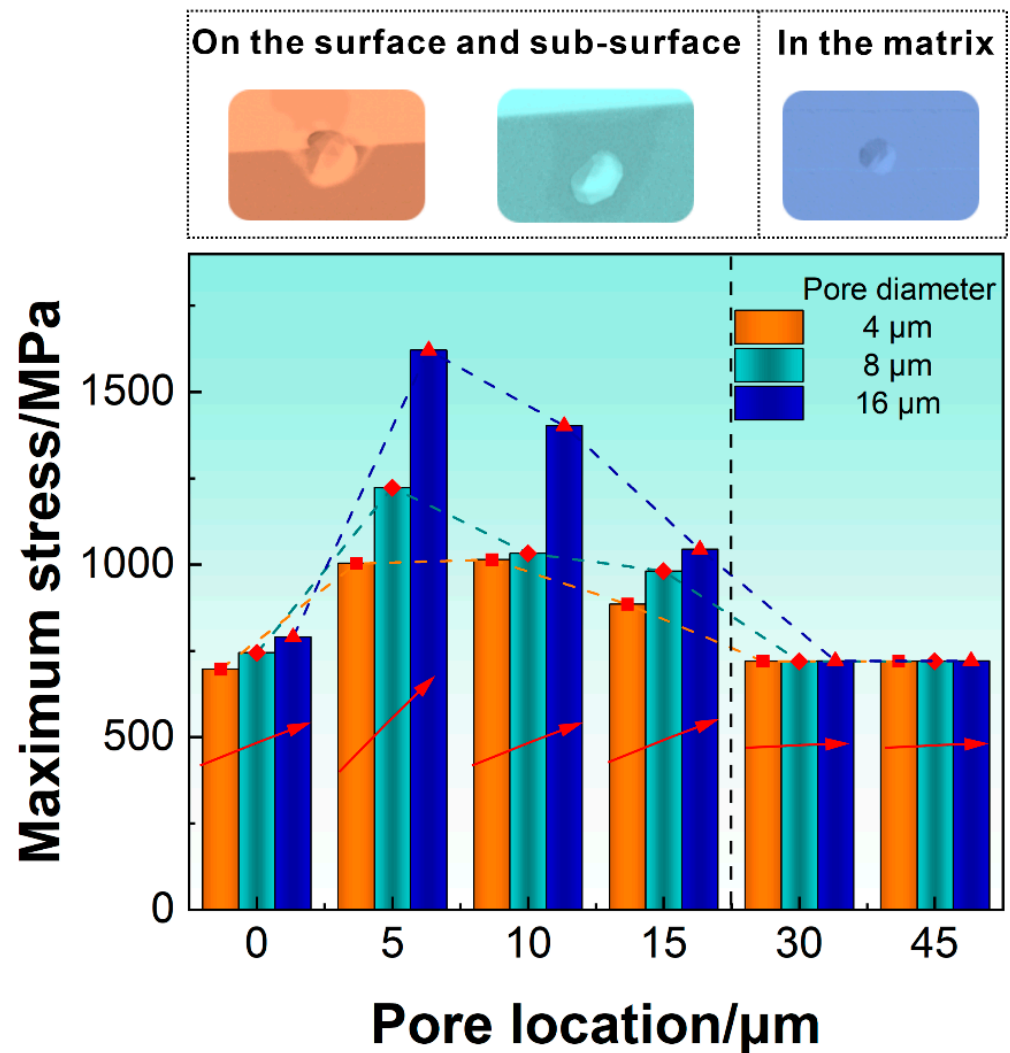 On the surface and sub-surface
In the matrix
Pore diameter
4 μm
8 μm
16 μm
Maximum stress/MPa
1500
1000
500
0
0 5 10 15 30 45
Pore location/μm